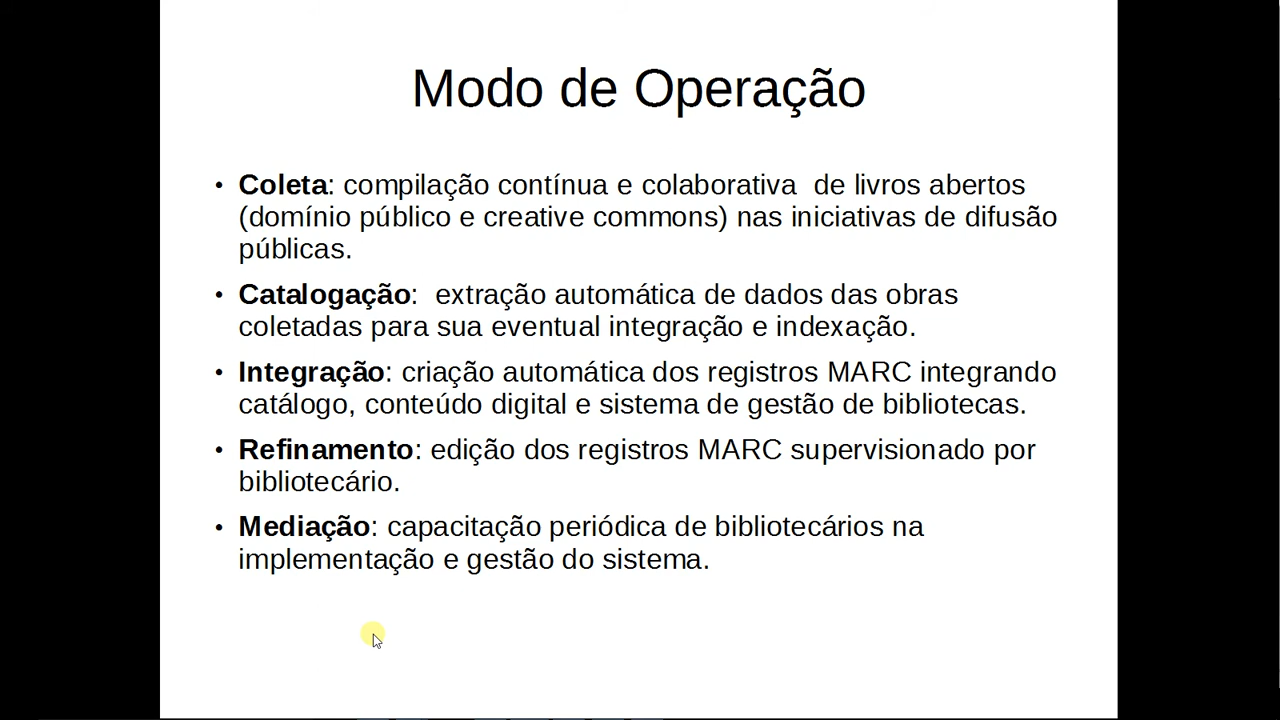 Modo de Operação
• Coleta: compilação contínua e colaborativa  de livros abertos
(domínio público e creative commons) nas iniciativas de difusão
públicas.
• Catalogação:  extração automática de dados das obras
coletadas para sua eventual integração e indexação.
• Integração: criação automática dos registros MARC integrando
catálogo, conteúdo digital e sistema de gestão de bibliotecas.
• Refinamento: edição dos registros MARC supervisionado por
bibliotecário.
• Mediação: capacitação periódica de bibliotecários na
implementação e gestão do sistema.